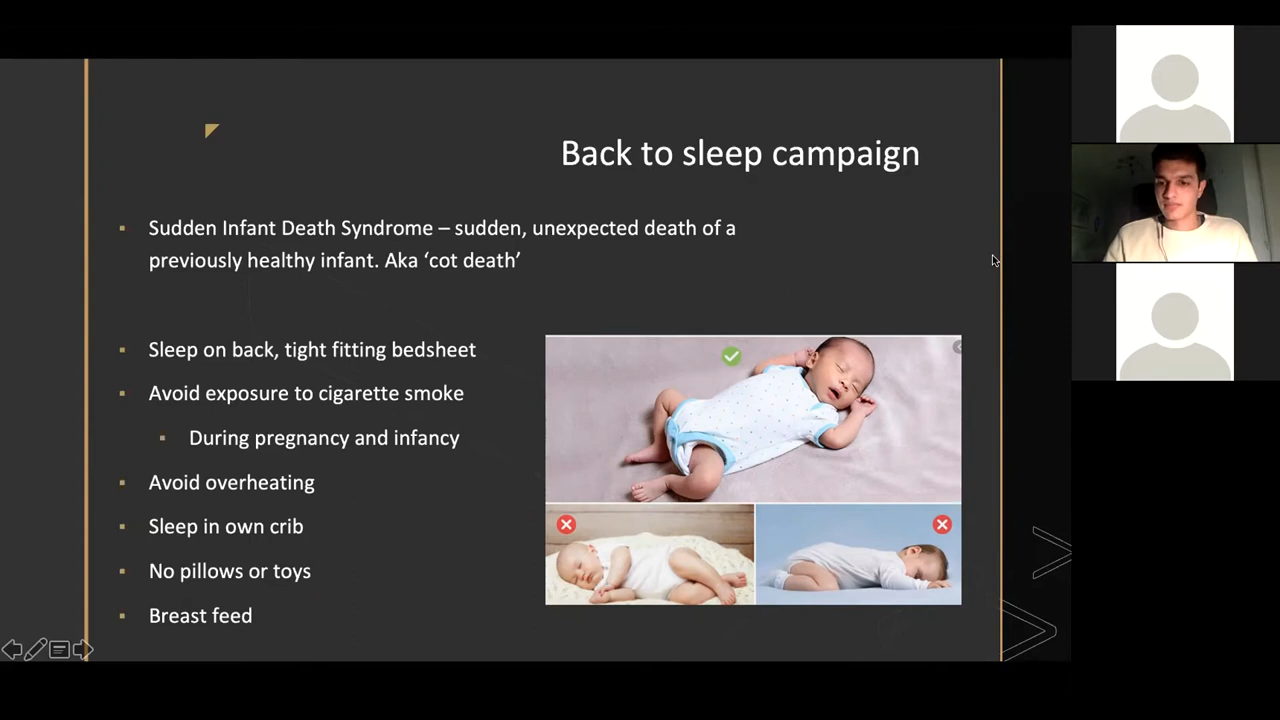 Back to sleep campaign
▪ Sudden Infant Death Syndrome – sudden, unexpected death of a
previously healthy infant. Aka ‘cot death’
▪ Sleep on back, tight fitting bedsheet
▪ Avoid exposure to cigarette smoke
▪ During pregnancy and infancy
▪ Avoid overheating
▪ Sleep in own crib
▪ No pillows or toys
▪ Breast feed